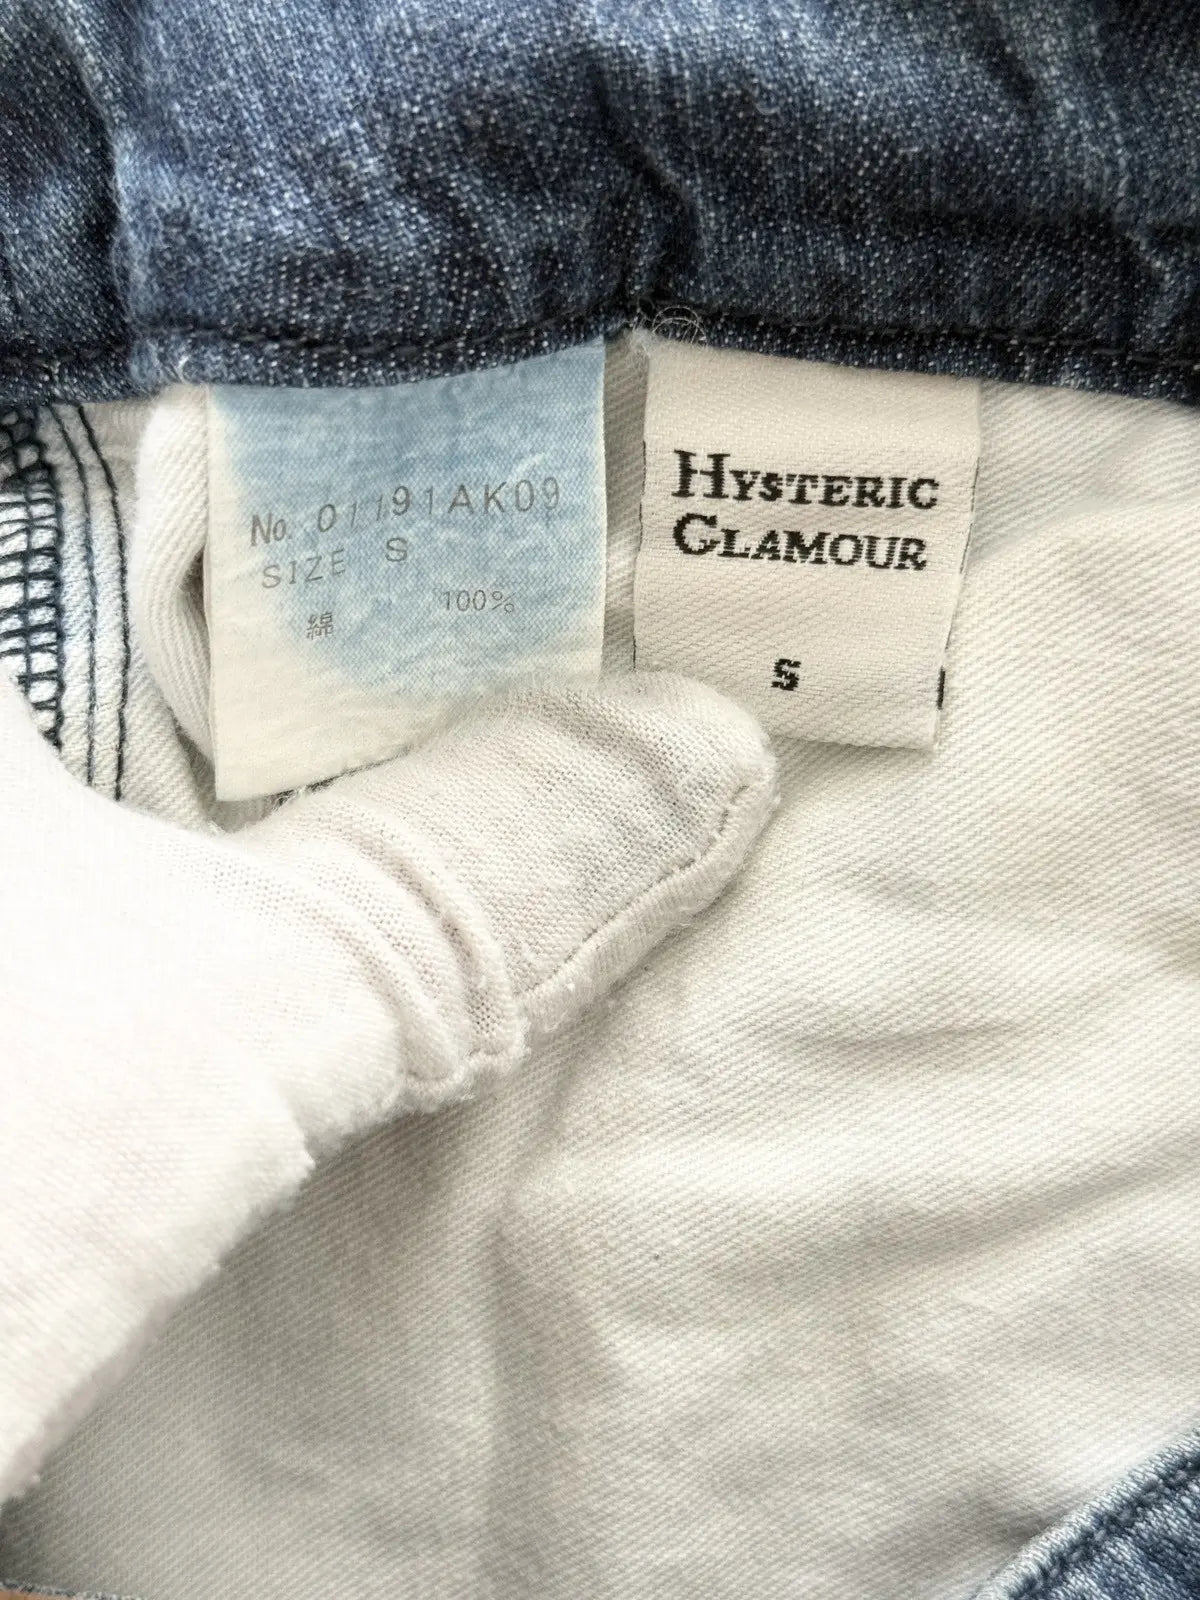 No. 01191AK09
SIZE S
綿 100%
HYSTERIC
GLAMOUR
S